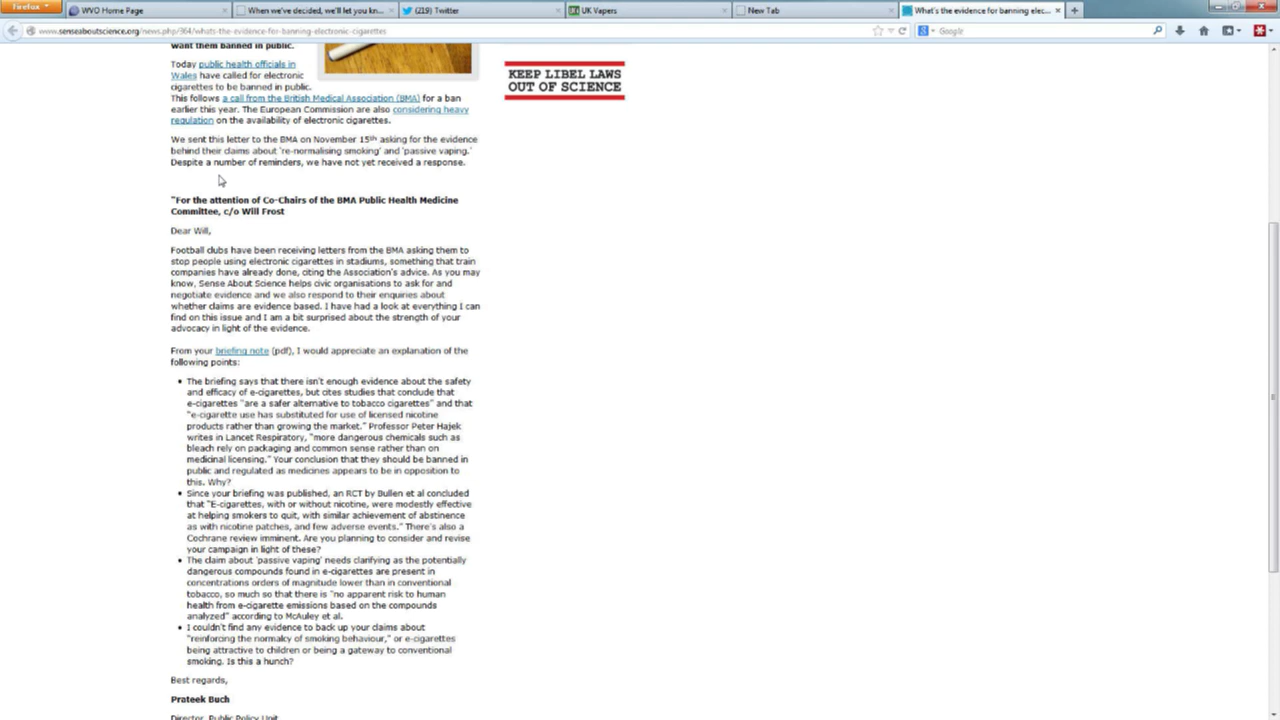 Firefox
WVO Home Page
When we've decided, we'll let you kn...
(219) Twitter
UK Vapers
New Tab
What's the evidence for banning elec...
www.senseaboutscience.org/news.php/364/whats-the-evidence-for-banning-electronic-cigarettes
Google
want them banned in public.
Today public health officials in
Wales have called for electronic
cigarettes to be banned in public.
This follows a call from the British Medical Association (BMA) for a ban
earlier this year. The European Commission are also considering heavy
regulation on the availability of electronic cigarettes.
We sent this letter to the BMA on November 15th asking for the evidence
behind their claims about 're-normalising smoking' and 'passive vaping.'
Despite a number of reminders, we have not yet received a response.
KEEP LIBEL LAWS
OUT OF SCIENCE
"For the attention of Co-Chairs of the BMA Public Health Medicine
Committee, c/o Will Frost
Dear Will,
Football clubs have been receiving letters from the BMA asking them to
stop people using electronic cigarettes in stadiums, something that train
companies have already done, citing the Association's advice. As you may
know, Sense About Science helps civic organisations to ask for and
negotiate evidence and we also respond to their enquiries about
whether claims are evidence based. I have had a look at everything I can
find on this issue and I am a bit surprised about the strength of your
advocacy in light of the evidence.
From your briefing note (pdf), I would appreciate an explanation of the
following points:
• The briefing says that there isn't enough evidence about the safety
and efficacy of e-cigarettes, but cites studies that conclude that
e-cigarettes "are a safer alternative to tobacco cigarettes" and that
"e-cigarette use has substituted for use of licensed nicotine
products rather than growing the market." Professor Peter Hajek
writes in Lancet Respiratory, "more dangerous chemicals such as
bleach rely on packaging and common sense rather than on
medicinal licensing." Your conclusion that they should be banned in
public and regulated as medicines appears to be in opposition to
this. Why?
• Since your briefing was published, an RCT by Bullen et al concluded
that "E-cigarettes, with or without nicotine, were modestly effective
at helping smokers to quit, with similar achievement of abstinence
as with nicotine patches, and few adverse events." There's also a
Cochrane review imminent. Are you planning to consider and revise
your campaign in light of these?
• The claim about 'passive vaping' needs clarifying as the potentially
dangerous compounds found in e-cigarettes are present in
concentrations orders of magnitude lower than in conventional
tobacco, so much so that there is "no apparent risk to human
health from e-cigarette emissions based on the compounds
analyzed" according to McAuley et al.
• I couldn't find any evidence to back up your claims about
"reinforcing the normalcy of smoking behaviour," or e-cigarettes
being attractive to children or being a gateway to conventional
smoking. Is this a hunch?
Best regards,
Prateek Buch
Director, Public Policy Unit